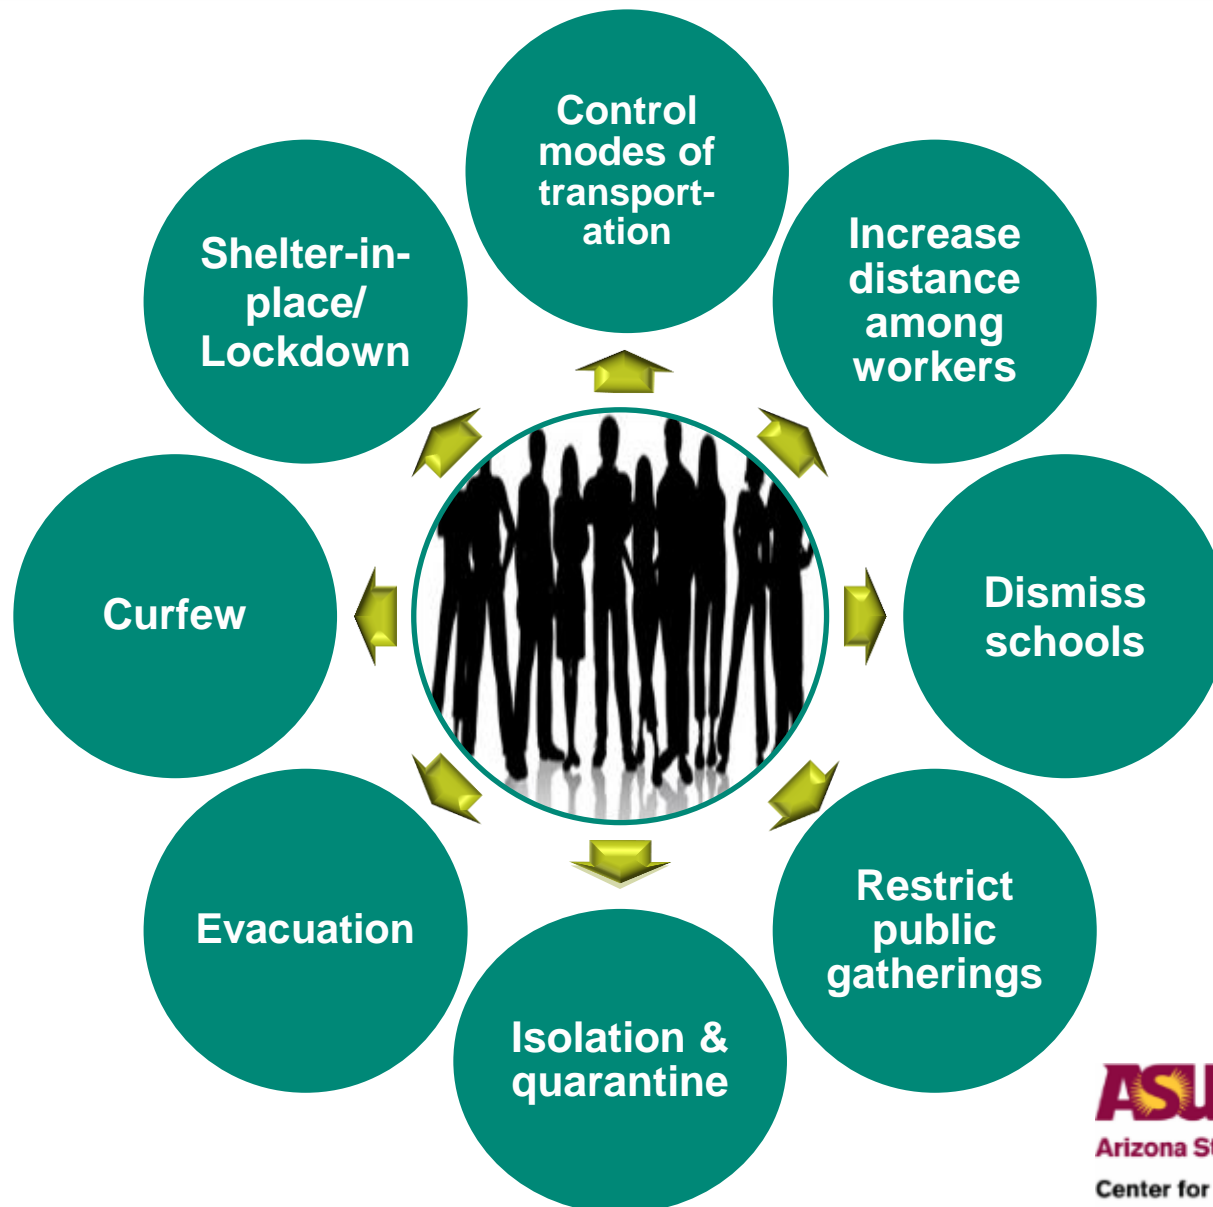 Control
modes of
transport-
ation
Increase
distance
among
workers
Dismiss
schools
Restrict
public
gatherings
Isolation &
quarantine
Evacuation
Curfew
Shelter-in-
place/
Lockdown
ASU
Arizona St
Center for